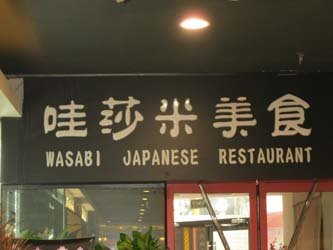 哇莎米美食
WASABI JAPANESE RESTAURANT